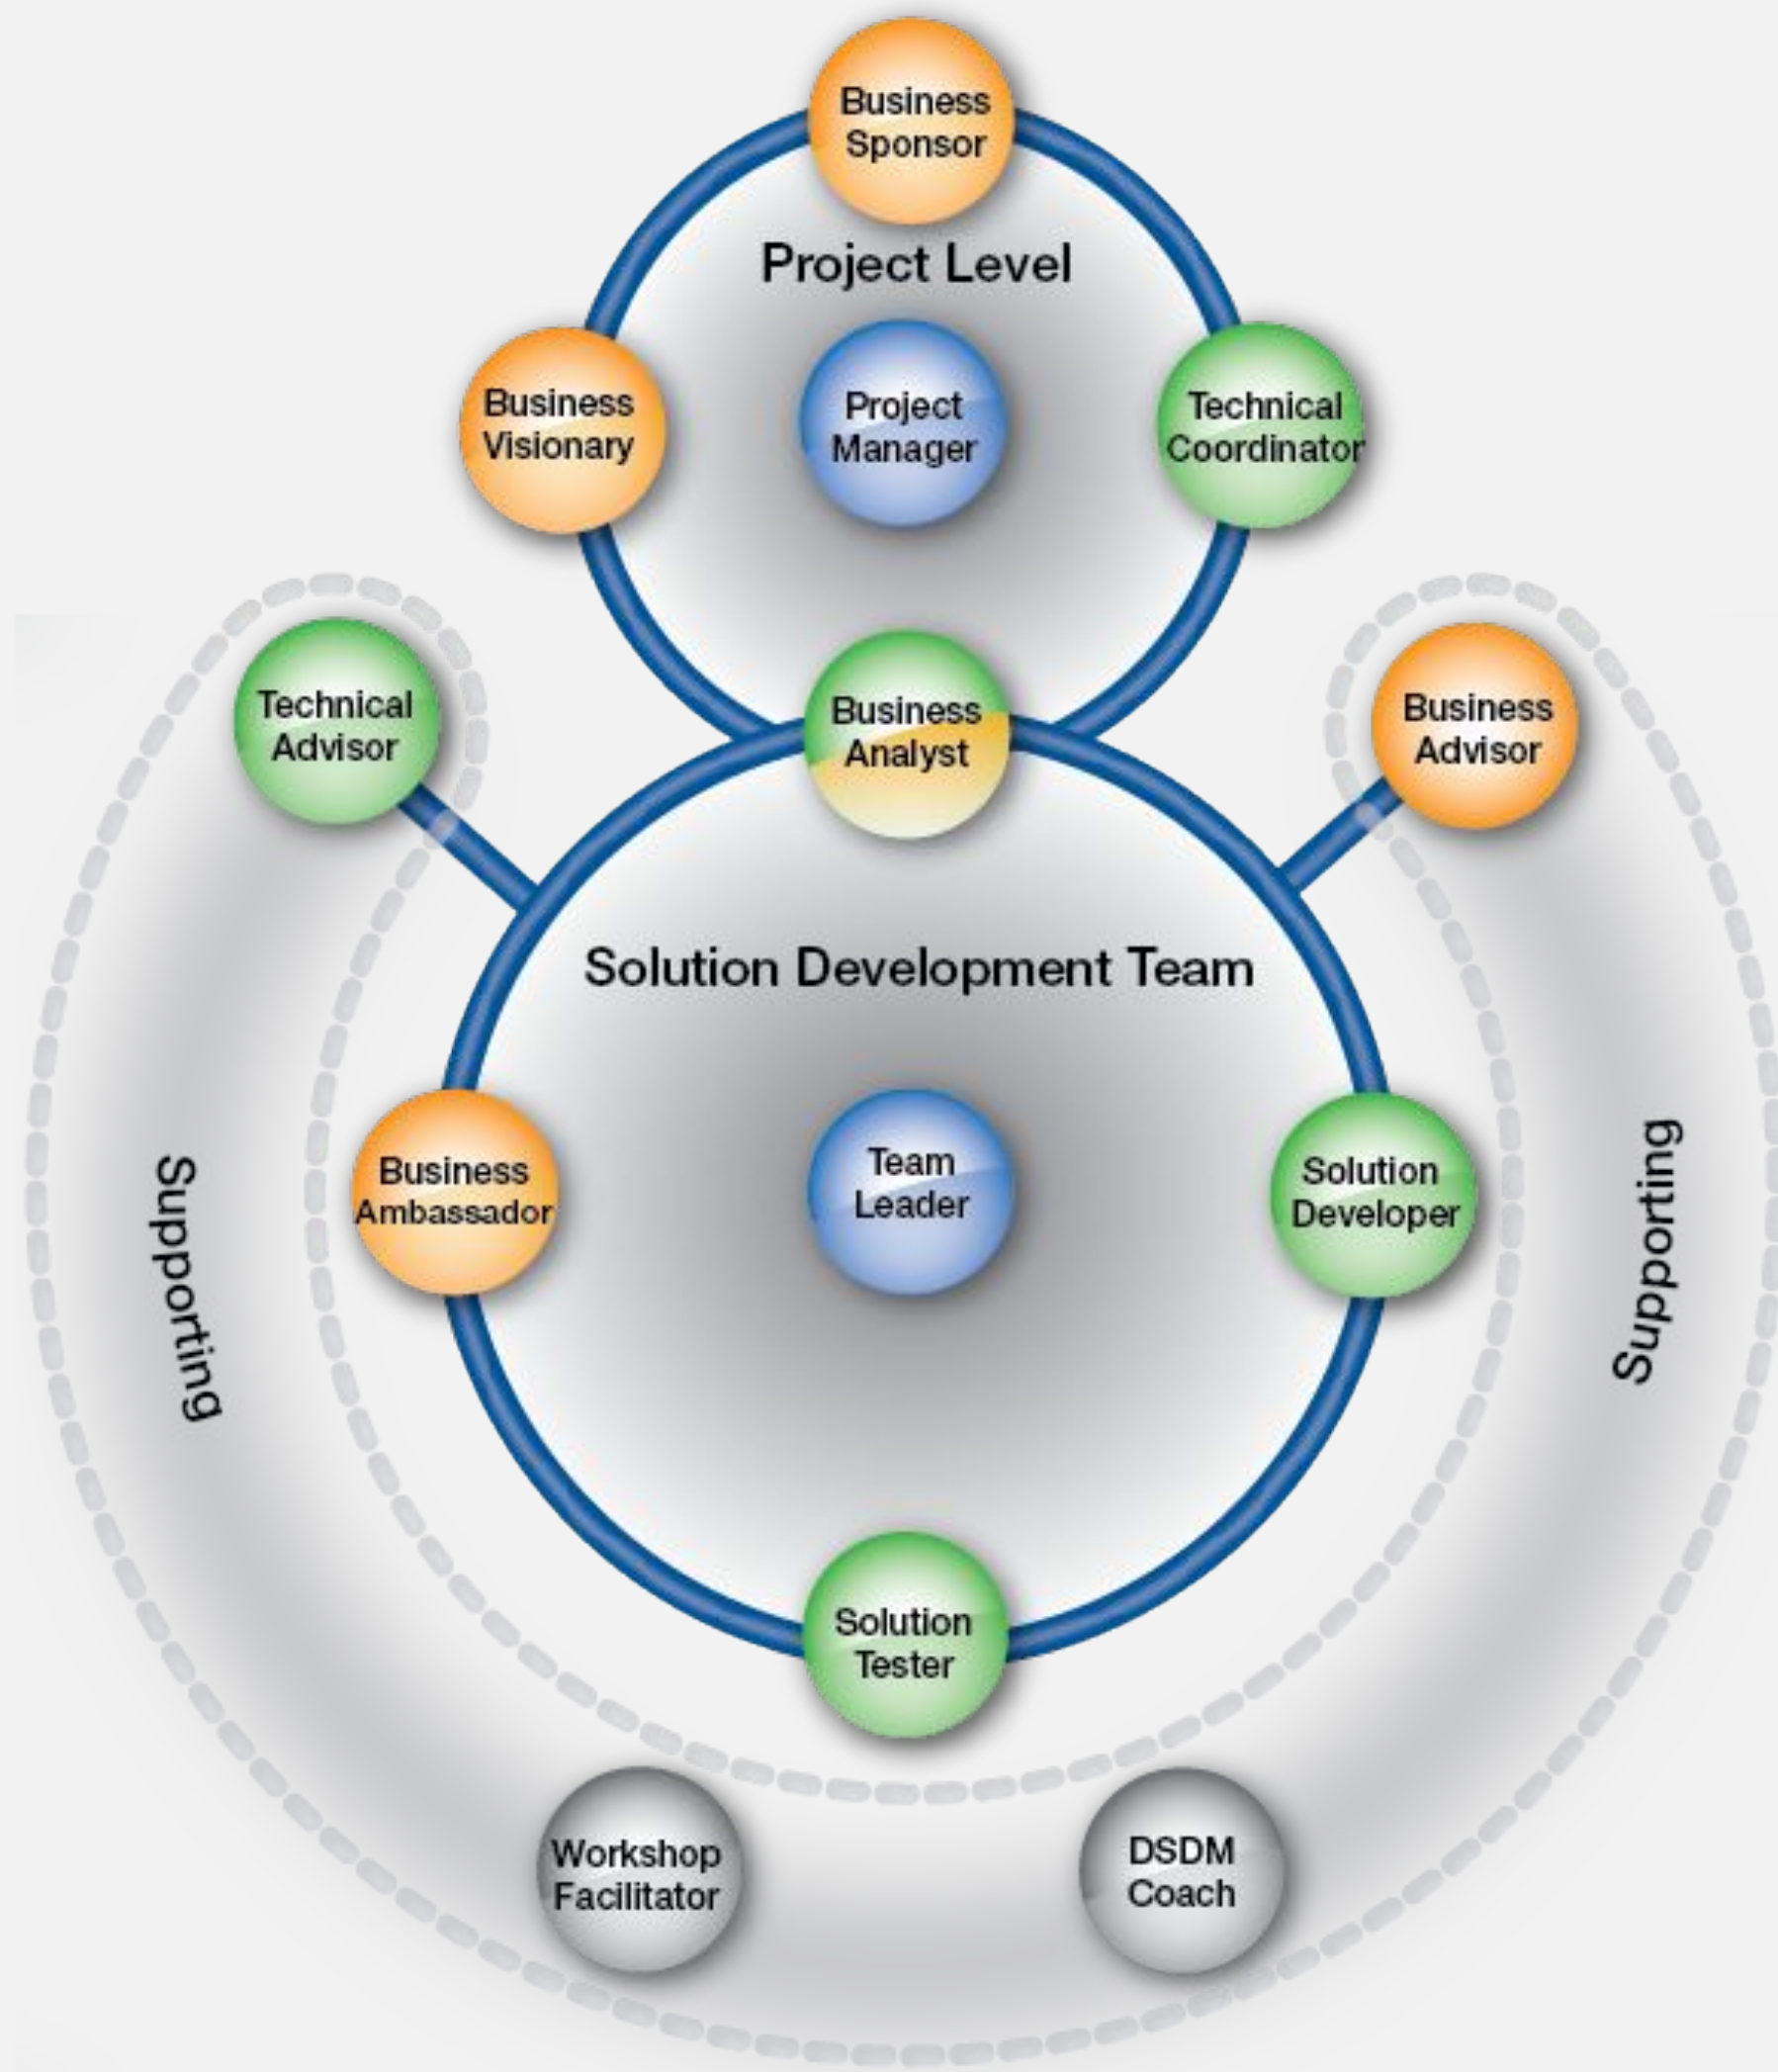 Business
Sponsor
Project Level
Business
Visionary
Project
Manager
Technical
Coordinator
Technical
Advisor
Business
Analyst
Business
Advisor
Solution Development Team
Business
Ambassador
Team
Leader
Solution
Developer
Supporting
Supporting
Solution
Tester
Workshop
Facilitator
DSDM
Coach